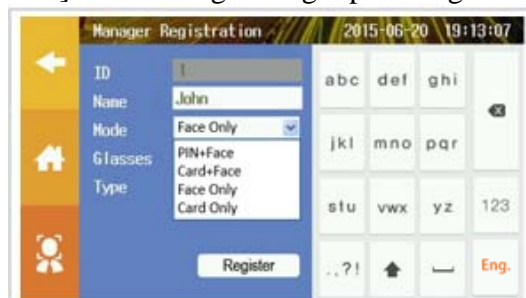 Manager Registration 2015-06-20 19:13:07
ID 1
Name John
Mode Face Only
Glasses
Type
PIN+Face
Card+Face
Face Only
Card Only
Register
abc def ghi
jkl mno pqr
stu vwx yz 123
.,?! Eng.